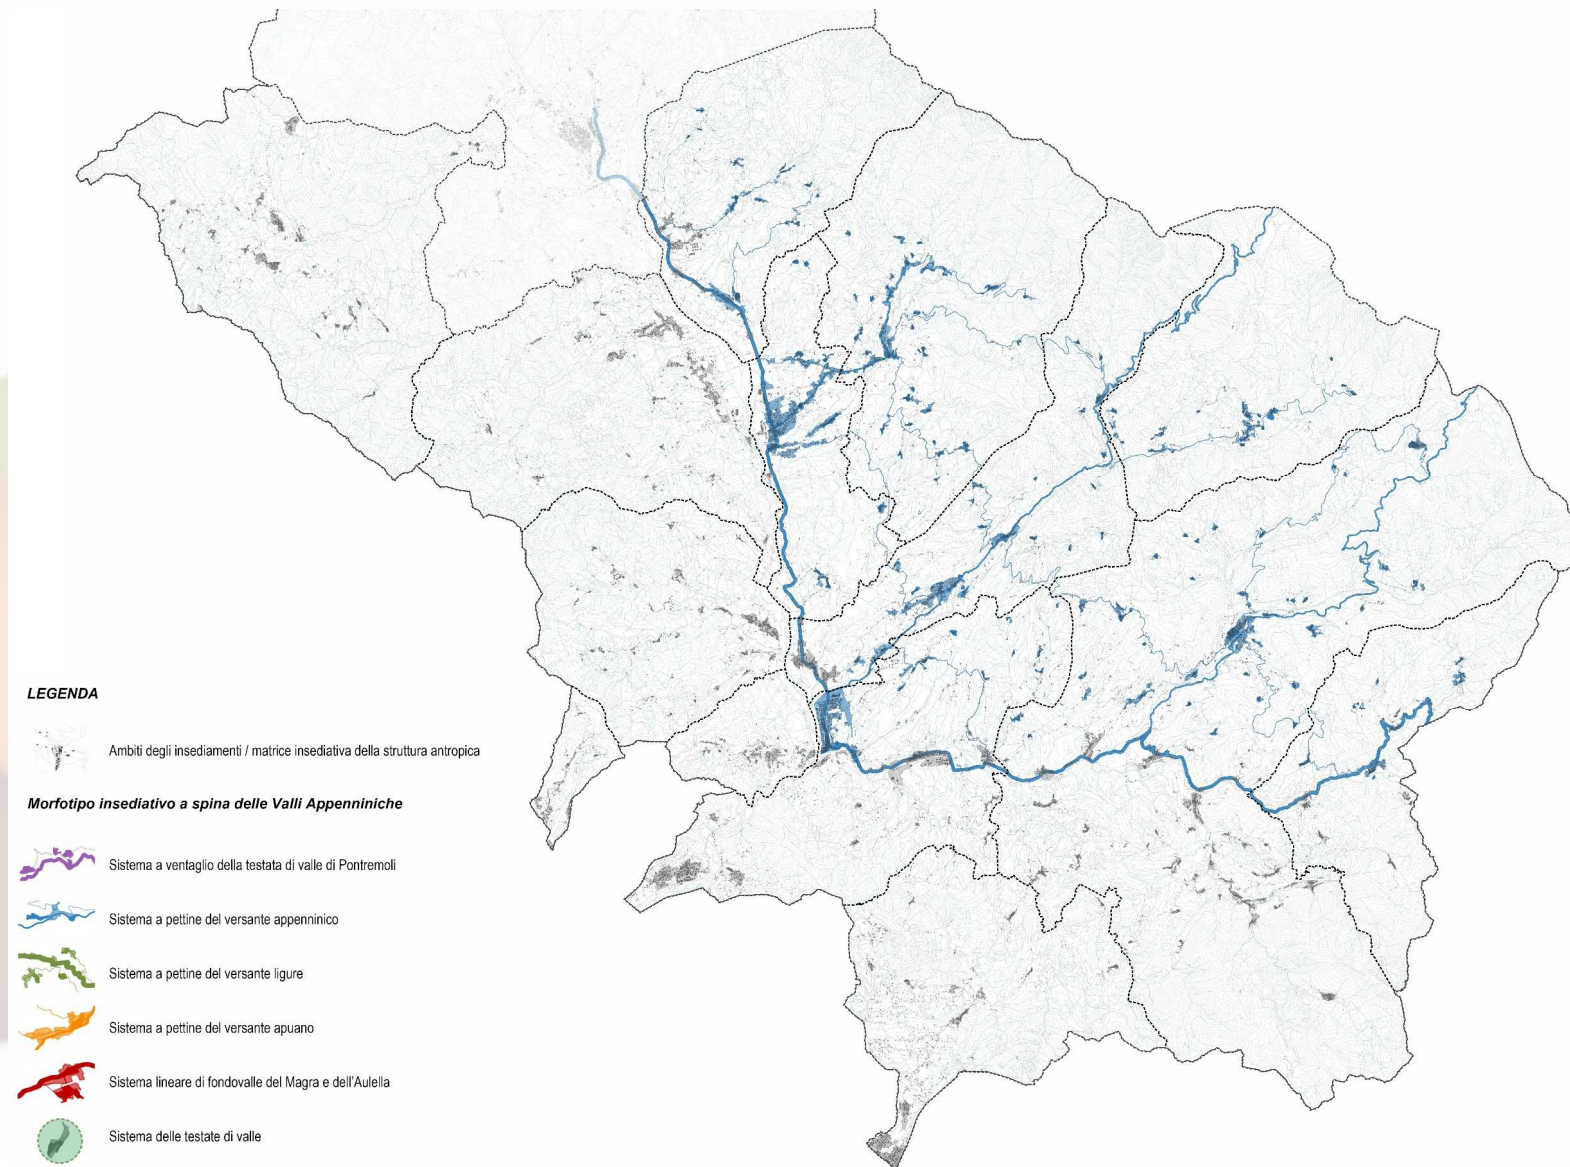 LEGENDA
Ambiti degli insediamenti / matrice insediativa della struttura antropica
Morfotipo insediativo a spina delle Valli Appenniniche
Sistema a ventaglio della testata di valle di Pontremoli
Sistema a pettine del versante appenninico
Sistema a pettine del versante ligure
Sistema a pettine del versante apuano
Sistema lineare di fondovalle del Magra e dell'Aulella
Sistema delle testate di valle